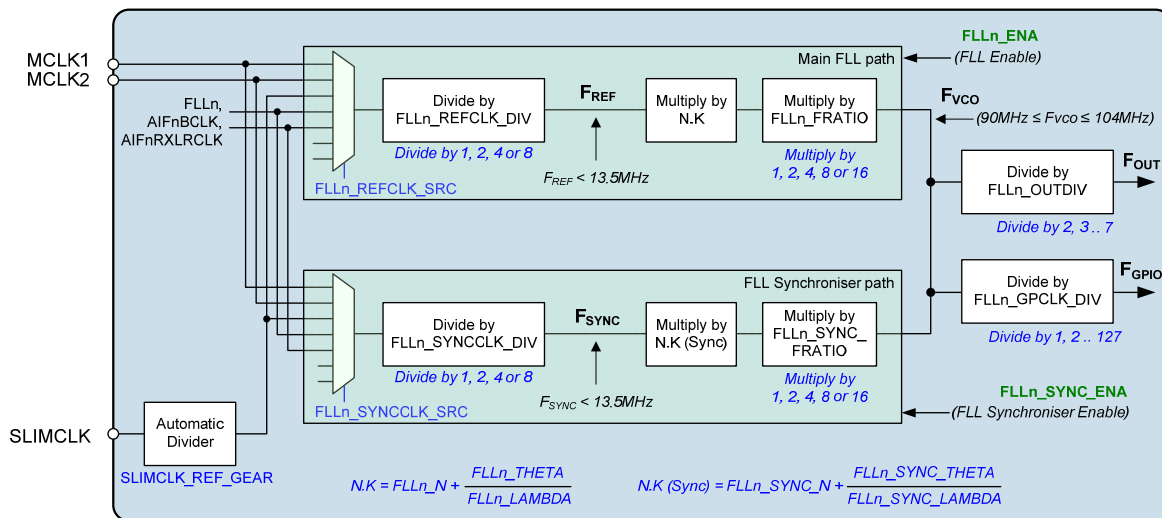 MCLK1
MCLK2
FLLn,
AIFnBCLK,
AIFnRXLRCLK
SLIMCLK
Automatic
Divider
SLIMCLK_REF_GEAR
Main FLL path
FLLn_REFCLK_SRC
Divide by
FLLn_REFCLK_DIV
Divide by 1, 2, 4 or 8
FREF
FREF < 13.5MHz
Multiply by
N.K
Multiply by
FLLn_FRATIO
Multiply by
1, 2, 4, 8 or 16
FLLn_ENA
(FLL Enable)
FVCO
(90MHz ≤ Fvco ≤ 104MHz)
Divide by
FLLn_OUTDIV
Divide by 2, 3 .. 7
FOUT
FLL Synchroniser path
FLLn_SYNCCLK_SRC
Divide by
FLLn_SYNCCLK_DIV
Divide by 1, 2, 4 or 8
FSYNC
FSYNC < 13.5MHz
Multiply by
N.K (Sync)
Multiply by
FLLn_SYNC_
FRATIO
Multiply by
1, 2, 4, 8 or 16
Divide by
FLLn_GPCLK_DIV
Divide by 1, 2 .. 127
FGPIO
FLLn_SYNC_ENA
(FLL Synchroniser Enable)
N.K = FLLn_N + FLLn_THETA
FLLn_LAMBDA
N.K (Sync) = FLLn_SYNC_N + FLLn_SYNC_THETA
FLLn_SYNC_LAMBDA